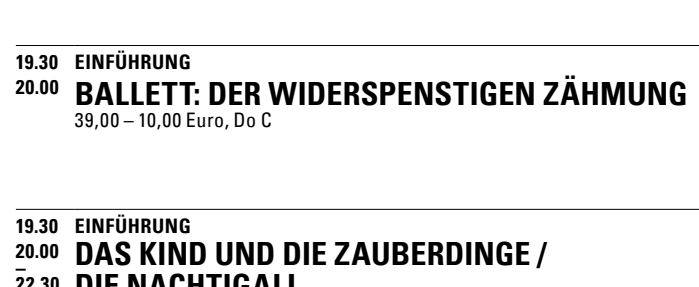 19.30 EINFÜHRUNG
20.00 BALLETT: DER WIDERSPENSTIGEN ZÄHMUNG
39,00 – 10,00 Euro, Do C
19.30 EINFÜHRUNG
20.00 DAS KIND UND DIE ZAUBERDINGE /
–
22.30 DIE NACHTIGALL